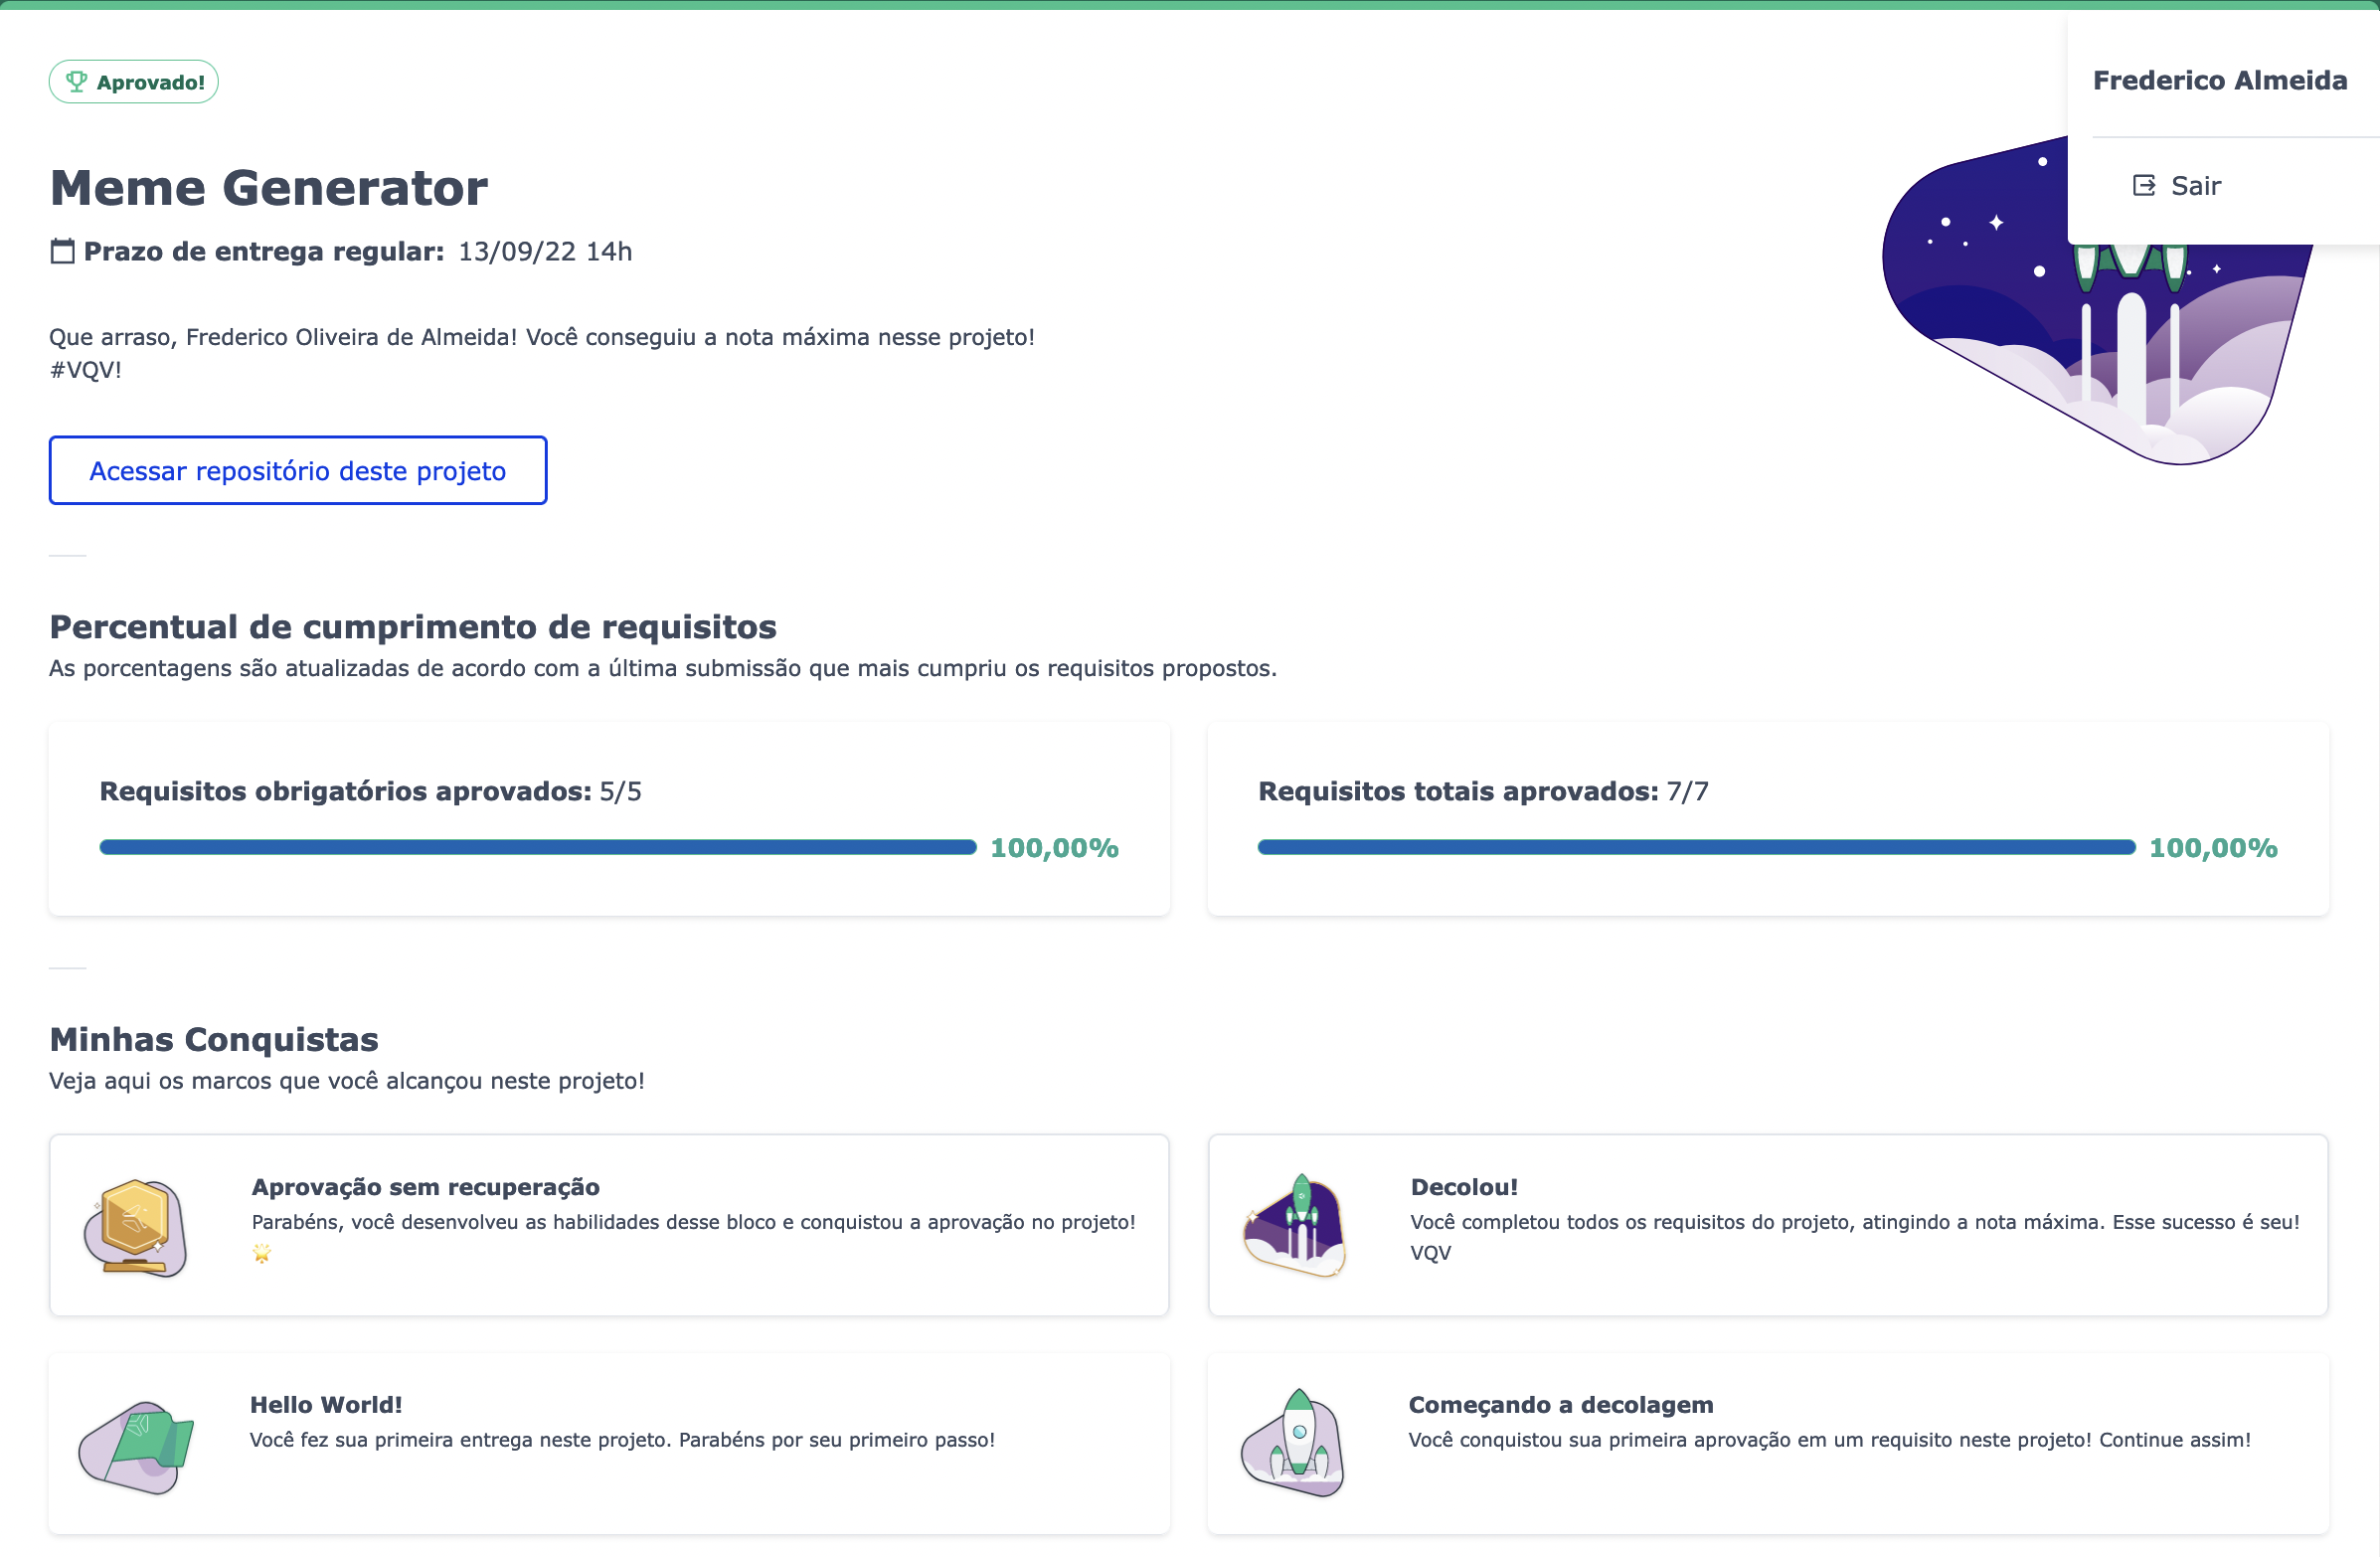 Aprovado!
Frederico Almeida
Sair
Meme Generator
Prazo de entrega regular: 13/09/22 14h
Que arraso, Frederico Oliveira de Almeida! Você conseguiu a nota máxima nesse projeto!
#VQV!
Acessar repositório deste projeto
Percentual de cumprimento de requisitos
As porcentagens são atualizadas de acordo com a última submissão que mais cumpriu os requisitos propostos.
Requisitos obrigatórios aprovados: 5/5
100,00%
Requisitos totais aprovados: 7/7
100,00%
Minhas Conquistas
Veja aqui os marcos que você alcançou neste projeto!
Aprovação sem recuperação
Parabéns, você desenvolveu as habilidades desse bloco e conquistou a aprovação no projeto!
🌟
Decolou!
Você completou todos os requisitos do projeto, atingindo a nota máxima. Esse sucesso é seu!
VQV
Hello World!
Você fez sua primeira entrega neste projeto. Parabéns por seu primeiro passo!
Começando a decolagem
Você conquistou sua primeira aprovação em um requisito neste projeto! Continue assim!